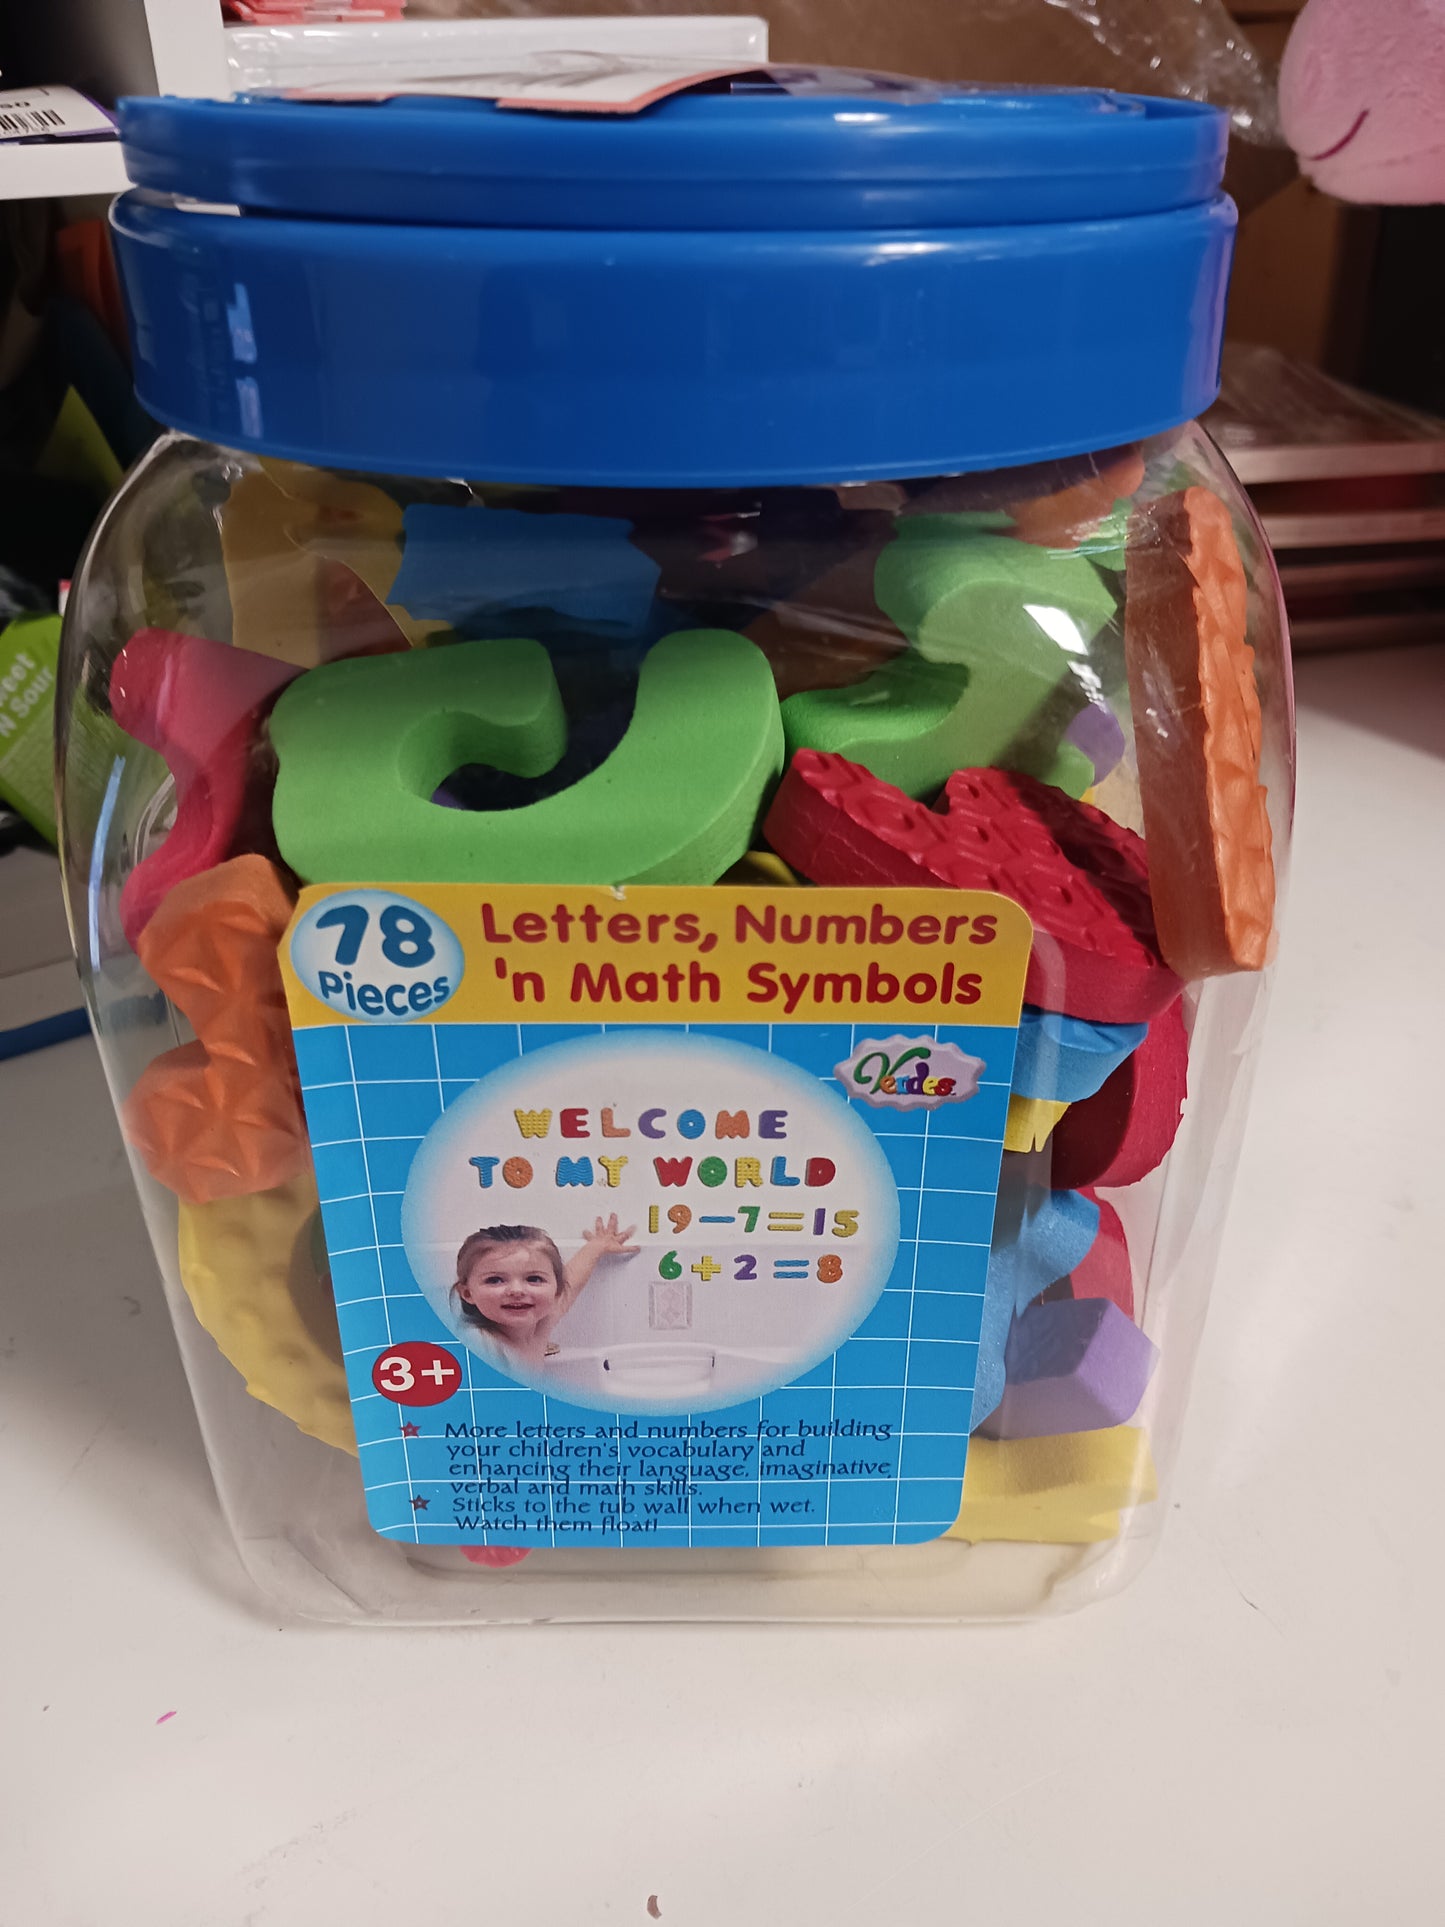 78
Pieces
Letters, Numbers
'n Math Symbols
Verdes
WELCOME
TO MY WORLD
19-7=15
6+2=8
3+
More letters and numbers for building
your children's vocabulary and
enhancing their language, imaginative,
verbal and math skills.
Sticks to the tub wall when wet.
Watch them float!
N Sour